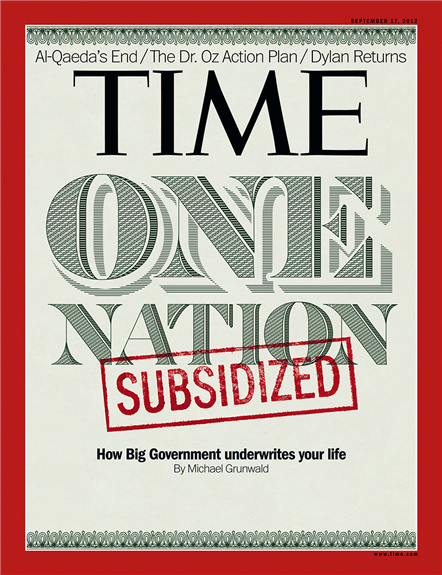 SEPTEMBER 17, 2012
Al-Qaeda's End / The Dr. Oz Action Plan / Dylan Returns
TIME
ONE
NATION
SUBSIDIZED
How Big Government underwrites your life
By Michael Grunwald
www.time.com